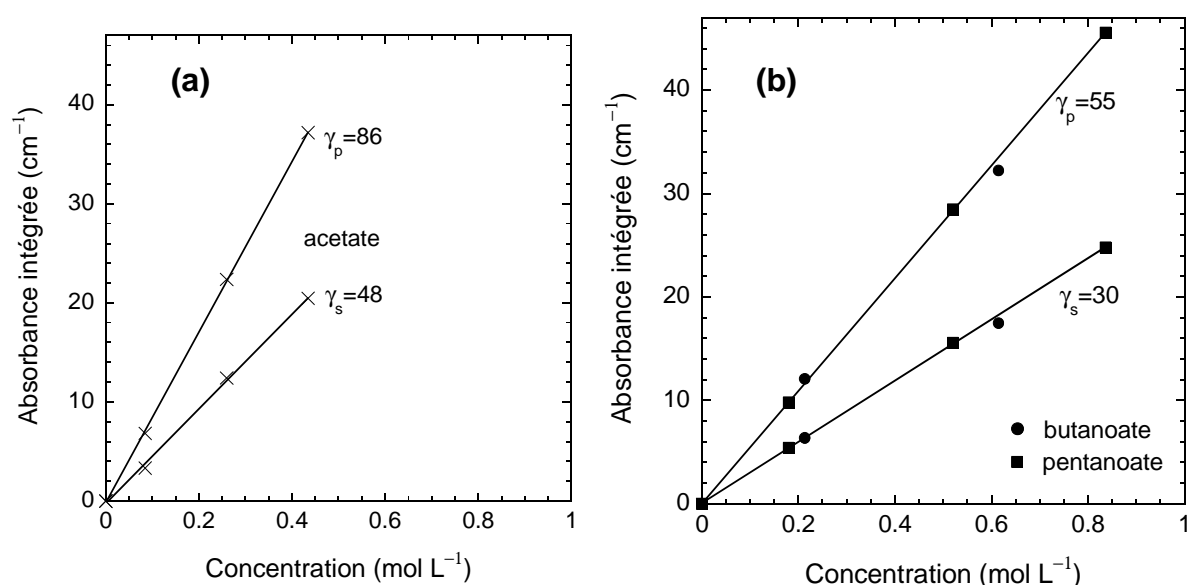 (a)
40
30
20
10
0
0
0.2
0.4
0.6
0.8
1
Absorbance intégrée (cm⁻¹)
Concentration (mol L⁻¹)
γp=86
acetate
γs=48
(b)
40
30
20
10
0
0
0.2
0.4
0.6
0.8
1
Absorbance intégrée (cm⁻¹)
Concentration (mol L⁻¹)
γp=55
γs=30
butanoate
pentanoate